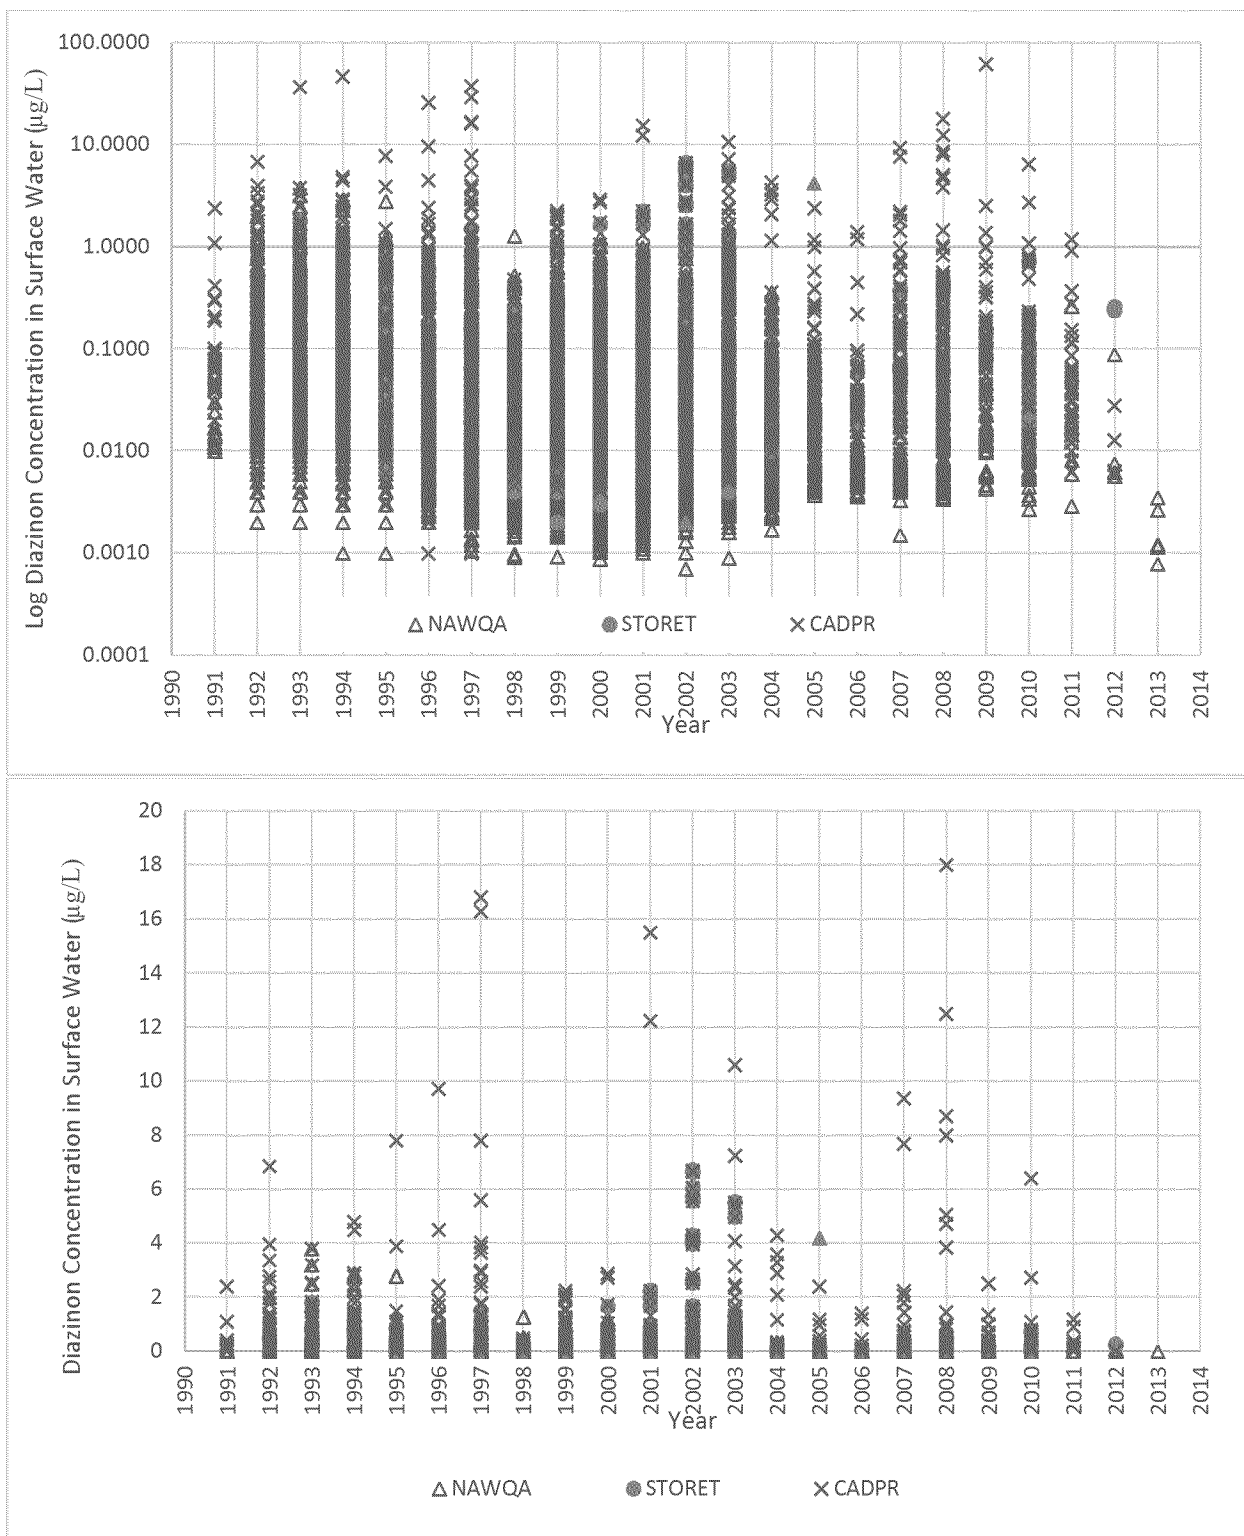 Log Diazinon Concentration in Surface Water (µg/L)
100.0000
10.0000
1.0000
0.1000
0.0100
0.0010
0.0001
NAWQA STORET CADPR
1990 1991 1992 1993 1994 1995 1996 1997 1998 1999 2000 2001 2002 2003 2004 2005 2006 2007 2008 2009 2010 2011 2012 2013 2014
Year
Diazinon Concentration in Surface Water (µg/L)
20
18
16
14
12
10
8
6
4
2
0
1990 1991 1992 1993 1994 1995 1996 1997 1998 1999 2000 2001 2002 2003 2004 2005 2006 2007 2008 2009 2010 2011 2012 2013 2014
Year
NAWQA STORET CADPR